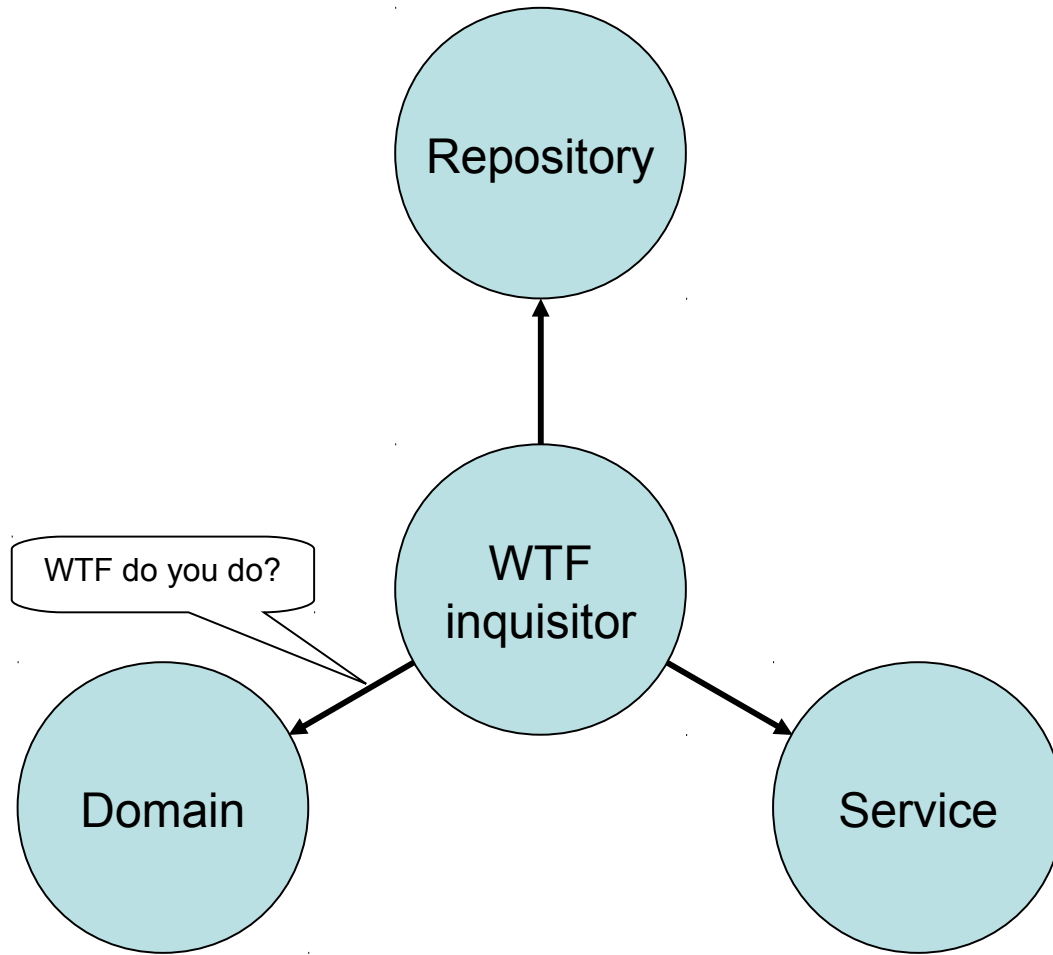 Repository
WTF
inquisitor
WTF do you do?
Domain
Service